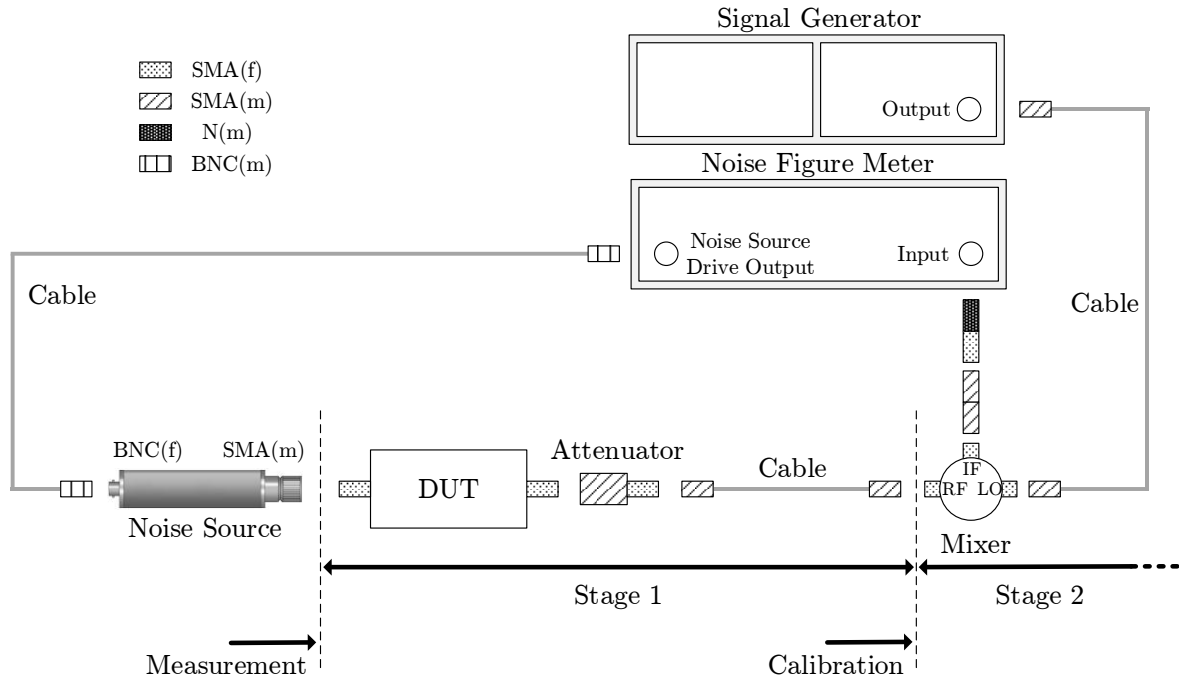 Signal Generator
SMA(f)
SMA(m)
N(m)
BNC(m)
Output
Noise Figure Meter
Noise Source
Drive Output
Input
Cable
Cable
BNC(f)
SMA(m)
Noise Source
DUT
Attenuator
Cable
IF
RF
LO
Mixer
Stage 1
Stage 2
Measurement
Calibration